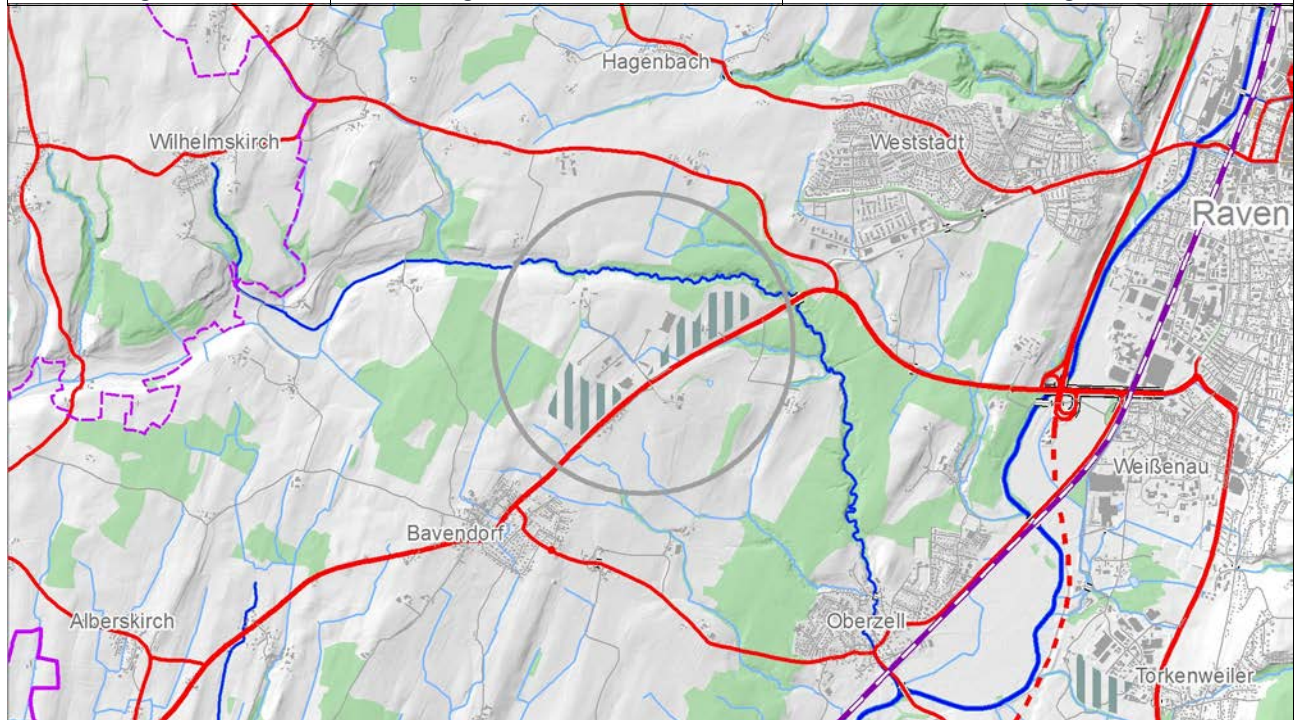 Hagenbach
Wilhelmskirch
Weststadt
Raven
Weißenau
Bavendorf
Alberskirch
Oberzell
Torkenweiler